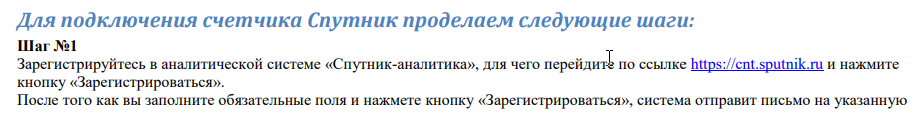 Для подключения счетчика Спутник проделаем следующие шаги:
Шаг №1
Зарегистрируйтесь в аналитической системе «Спутник-аналитика», для чего перейдите по ссылке https://cnt.sputnik.ru и нажмите
кнопку «Зарегистрироваться».
После того как вы заполните обязательные поля и нажмете кнопку «Зарегистрироваться», система отправит письмо на указанную